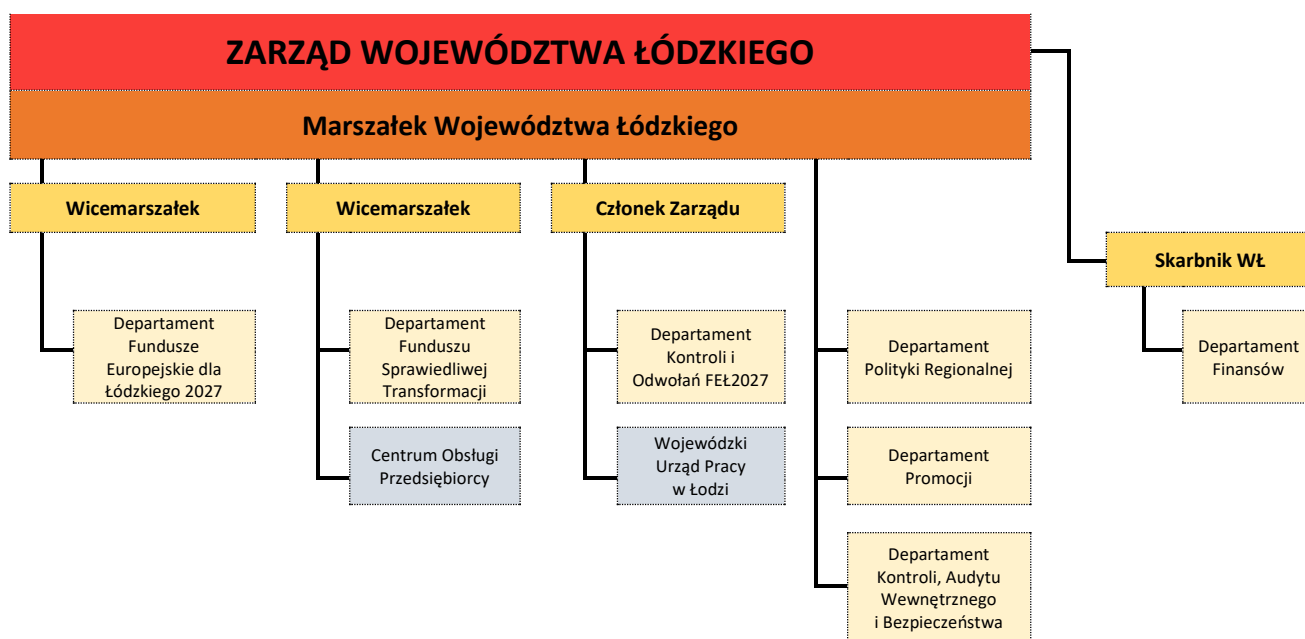 ZARZĄD WOJEWÓDZTWA ŁÓDZKIEGO
Marszałek Województwa Łódzkiego
Wicemarszałek
Wicemarszałek
Członek Zarządu
Skarbnik WŁ
Departament
Fundusze
Europejskie dla
Łódzkiego 2027
Departament
Funduszu
Sprawiedliwej
Transformacji
Departament
Kontroli i
Odwołań FEŁ2027
Departament
Polityki Regionalnej
Departament
Finansów
Centrum Obsługi
Przedsiębiorcy
Wojewódzki
Urząd Pracy
w Łodzi
Departament
Promocji
Departament
Kontroli, Audytu
Wewnętrznego
i Bezpieczeństwa